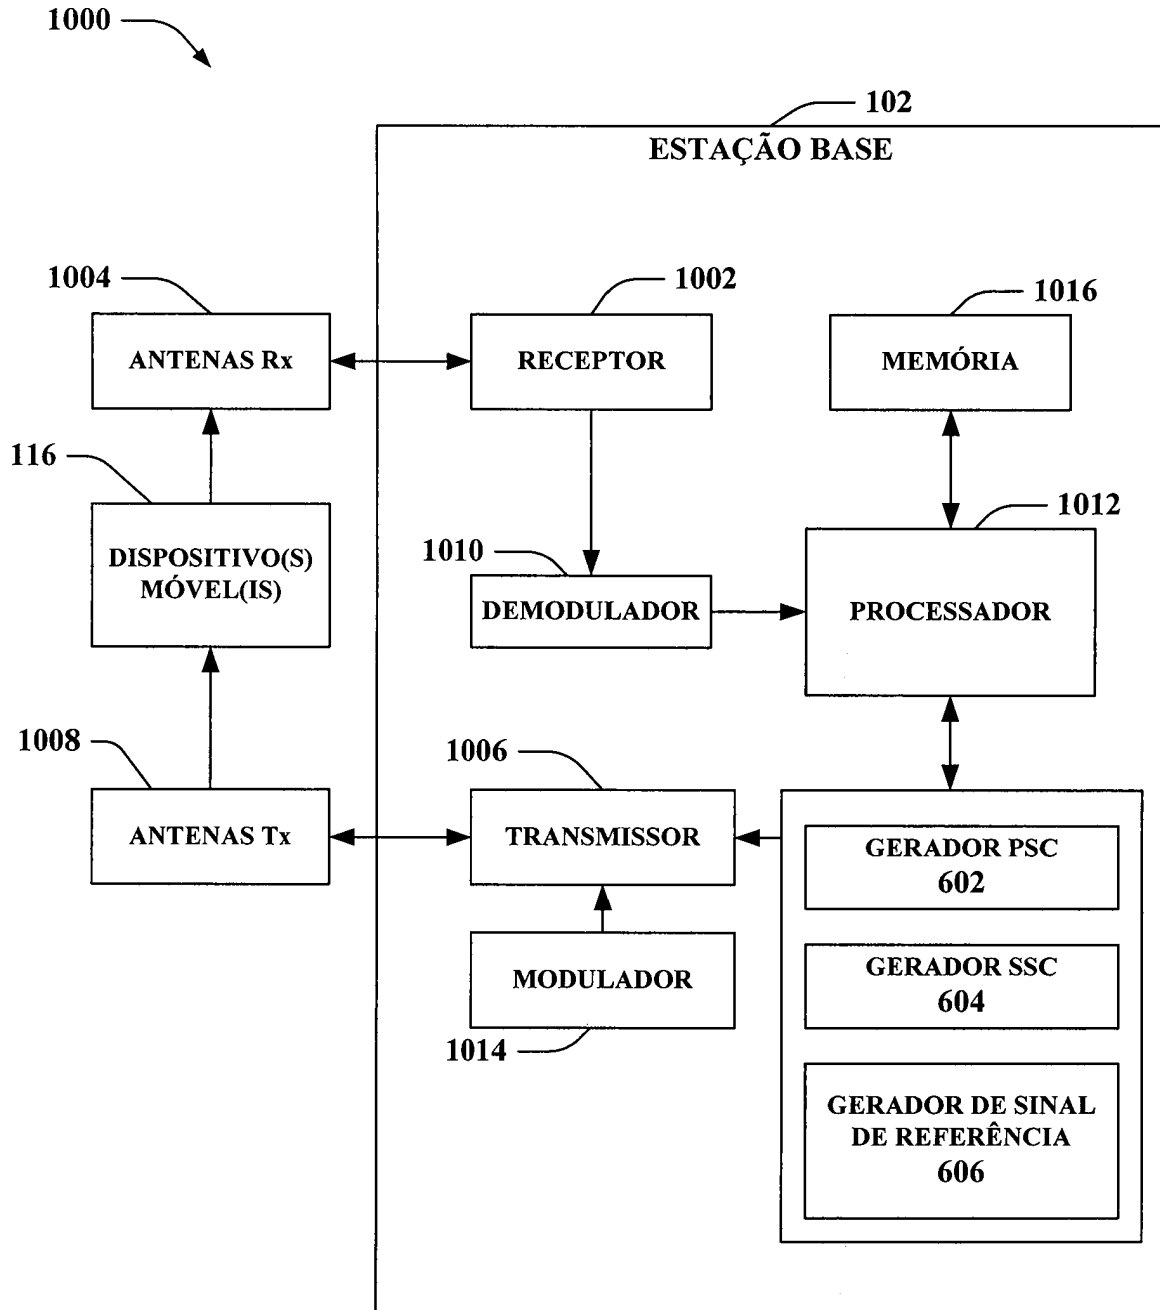 1000
102
ESTAÇÃO BASE
1004
1002
1016
ANTENAS Rx
RECEPTOR
MEMÓRIA
116
1012
DISPOSITIVO(S)
MÓVEL(IS)
1010
DEMODULADOR
PROCESSADOR
1008
1006
ANTENAS Tx
TRANSMISSOR
GERADOR PSC
602
MODULADOR
1014
GERADOR SSC
604
GERADOR DE SINAL
DE REFERÊNCIA
606